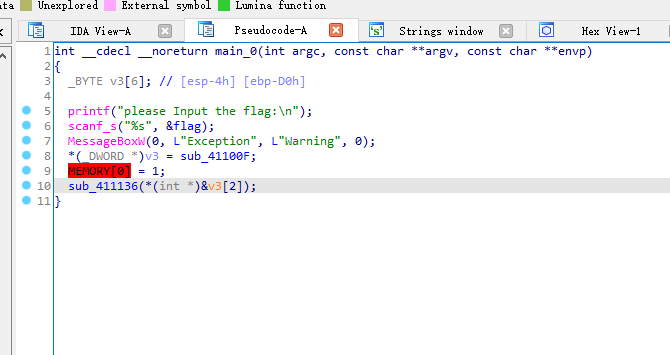 ata Unexplored External symbol Lumina function
IDA View-A Pseudocode-A Strings window Hex View-1
1 int __cdecl __noreturn main_0(int argc, const char **argv, const char **envp)
2 {
3 _BYTE v3[6]; // [esp-4h] [ebp-D0h]
4
5 printf("please Input the flag:\n");
6 scanf_s("%s", &flag);
7 MessageBoxW(0, L"Exception", L"Warning", 0);
8 *(_DWORD *)v3 = sub_41100F;
9 MEMORY[0] = 1;
10 sub_411136(*(int *)&v3[2]);
11 }